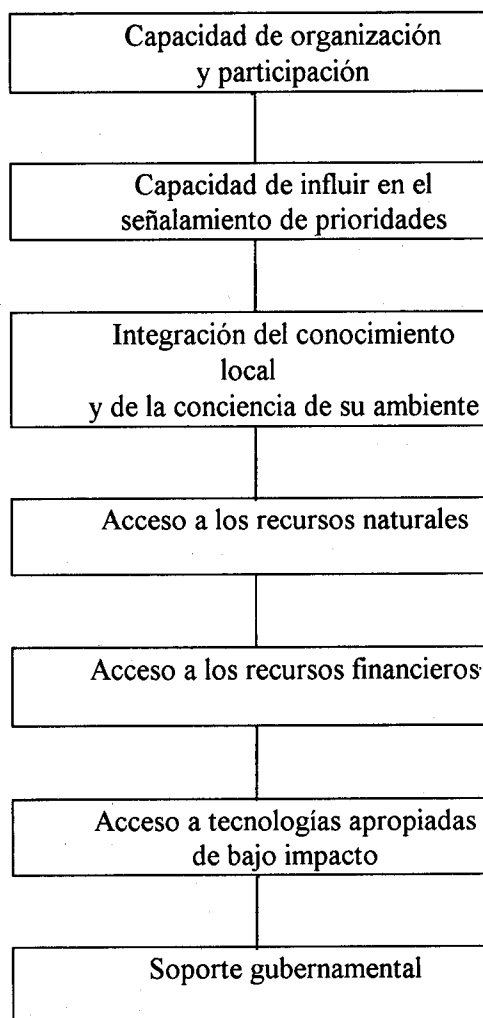 Capacidad de organización
y participación
Capacidad de influir en el
señalamiento de prioridades
Integración del conocimiento
local
y de la conciencia de su ambiente
Acceso a los recursos naturales
Acceso a los recursos financieros
Acceso a tecnologías apropiadas
de bajo impacto
Soporte gubernamental